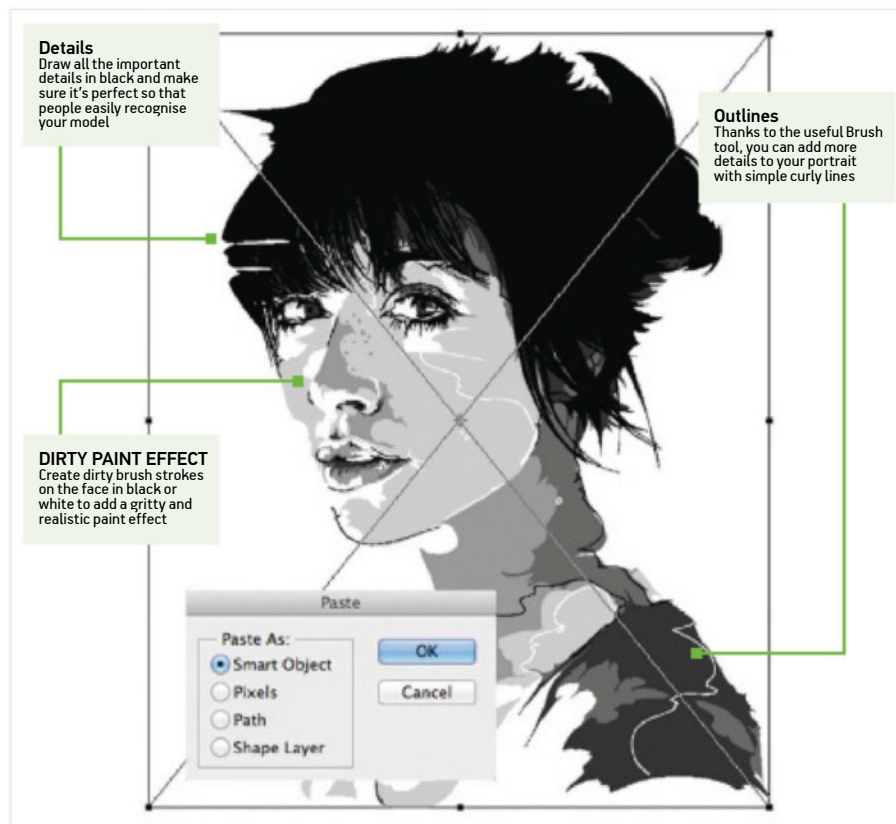 Details
Draw all the important
details in black and make
sure it's perfect so that
people easily recognise
your model
Outlines
Thanks to the useful Brush
tool, you can add more
details to your portrait
with simple curly lines
DIRTY PAINT EFFECT
Create dirty brush strokes
on the face in black or
white to add a gritty and
realistic paint effect
Paste
Paste As:
Smart Object
Pixels
Path
Shape Layer
OK
Cancel